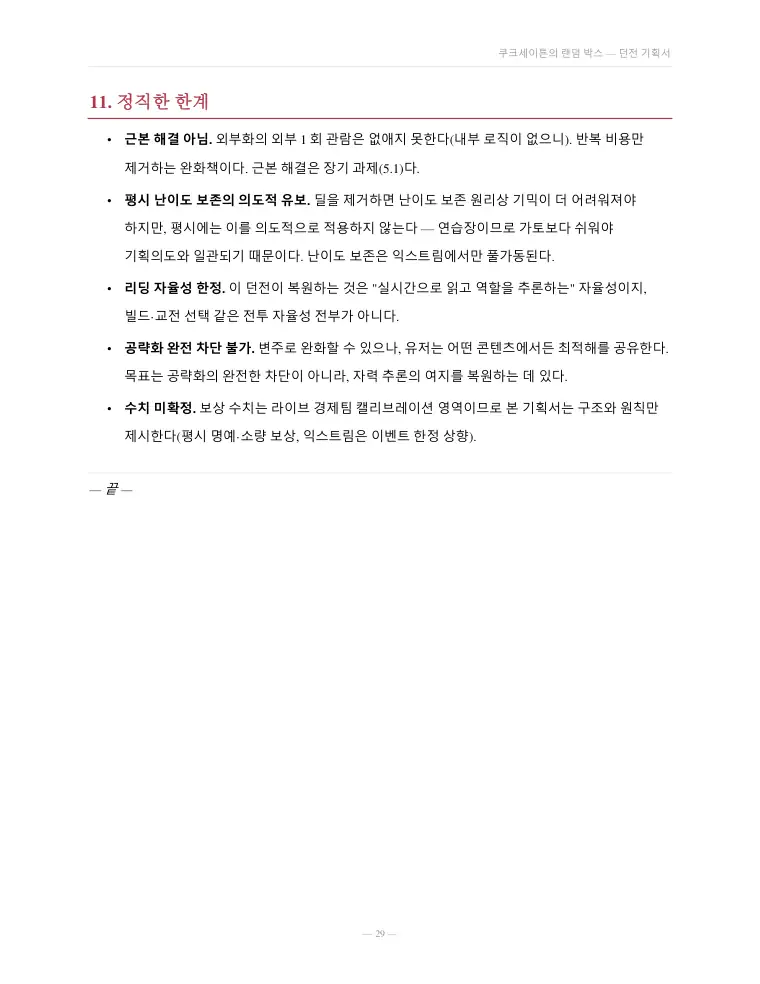 쿠크세이튼의 랜덤 박스 — 던전 기획서
11. 정직한 한계
• 근본 해결 아님. 외부화의 외부 1 회 관람은 없애지 못한다(내부 로직이 없으니). 반복 비용만
제거하는 완화책이다. 근본 해결은 장기 과제(5.1)다.
• 평시 난이도 보존의 의도적 유보. 딜을 제거하면 난이도 보존 원리상 기믹이 더 어려워져야
하지만, 평시에는 이를 의도적으로 적용하지 않는다 — 연습장이므로 가토보다 쉬워야
기획의도와 일관되기 때문이다. 난이도 보존은 익스트림에서만 풀가동된다.
• 리딩 자율성 한정. 이 던전이 복원하는 것은 "실시간으로 읽고 역할을 추론하는" 자율성이지,
빌드·교전 선택 같은 전투 자율성 전부가 아니다.
• 공략화 완전 차단 불가. 변주로 완화할 수 있으나, 유저는 어떤 콘텐츠에서든 최적해를 공유한다.
목표는 공략화의 완전한 차단이 아니라, 자력 추론의 여지를 복원하는 데 있다.
• 수치 미확정. 보상 수치는 라이브 경제팀 캘리브레이션 영역이므로 본 기획서는 구조와 원칙만
제시한다(평시 명예·소량 보상, 익스트림은 이벤트 한정 상향).
— 끝 —
— 29 —